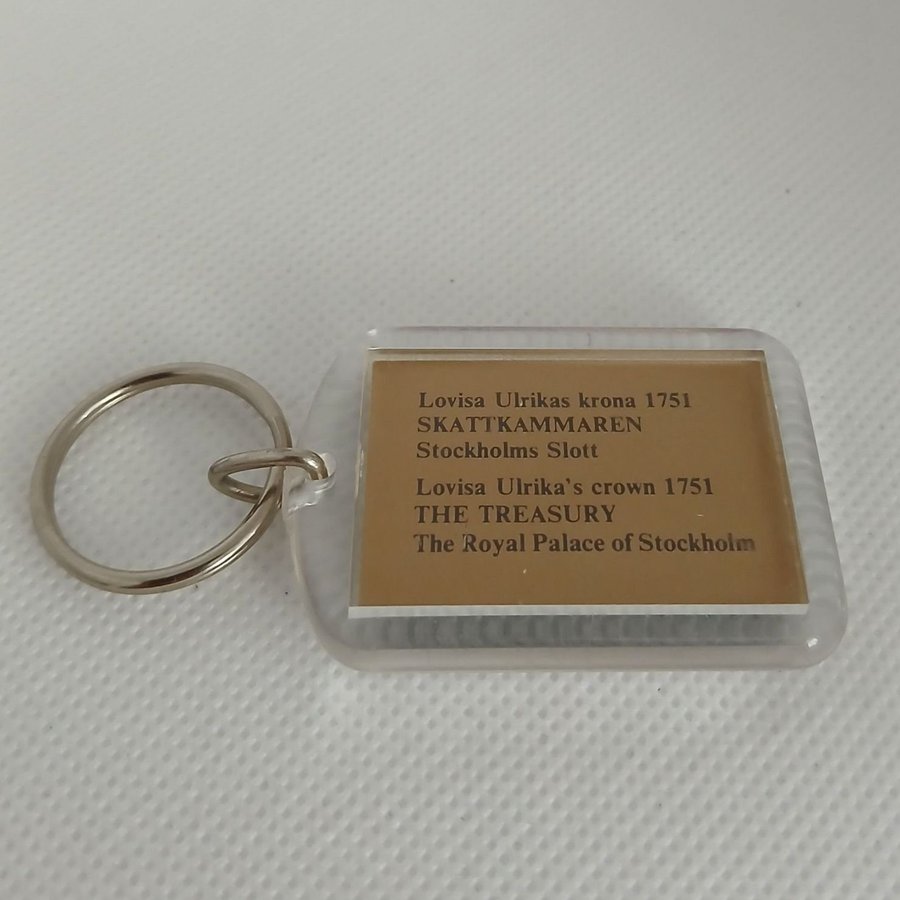 Lovisa Ulrikas krona 1751
SKATTKAMMAREN
Stockholms Slott
Lovisa Ulrika's crown 1751
THE TREASURY
The Royal Palace of Stockholm